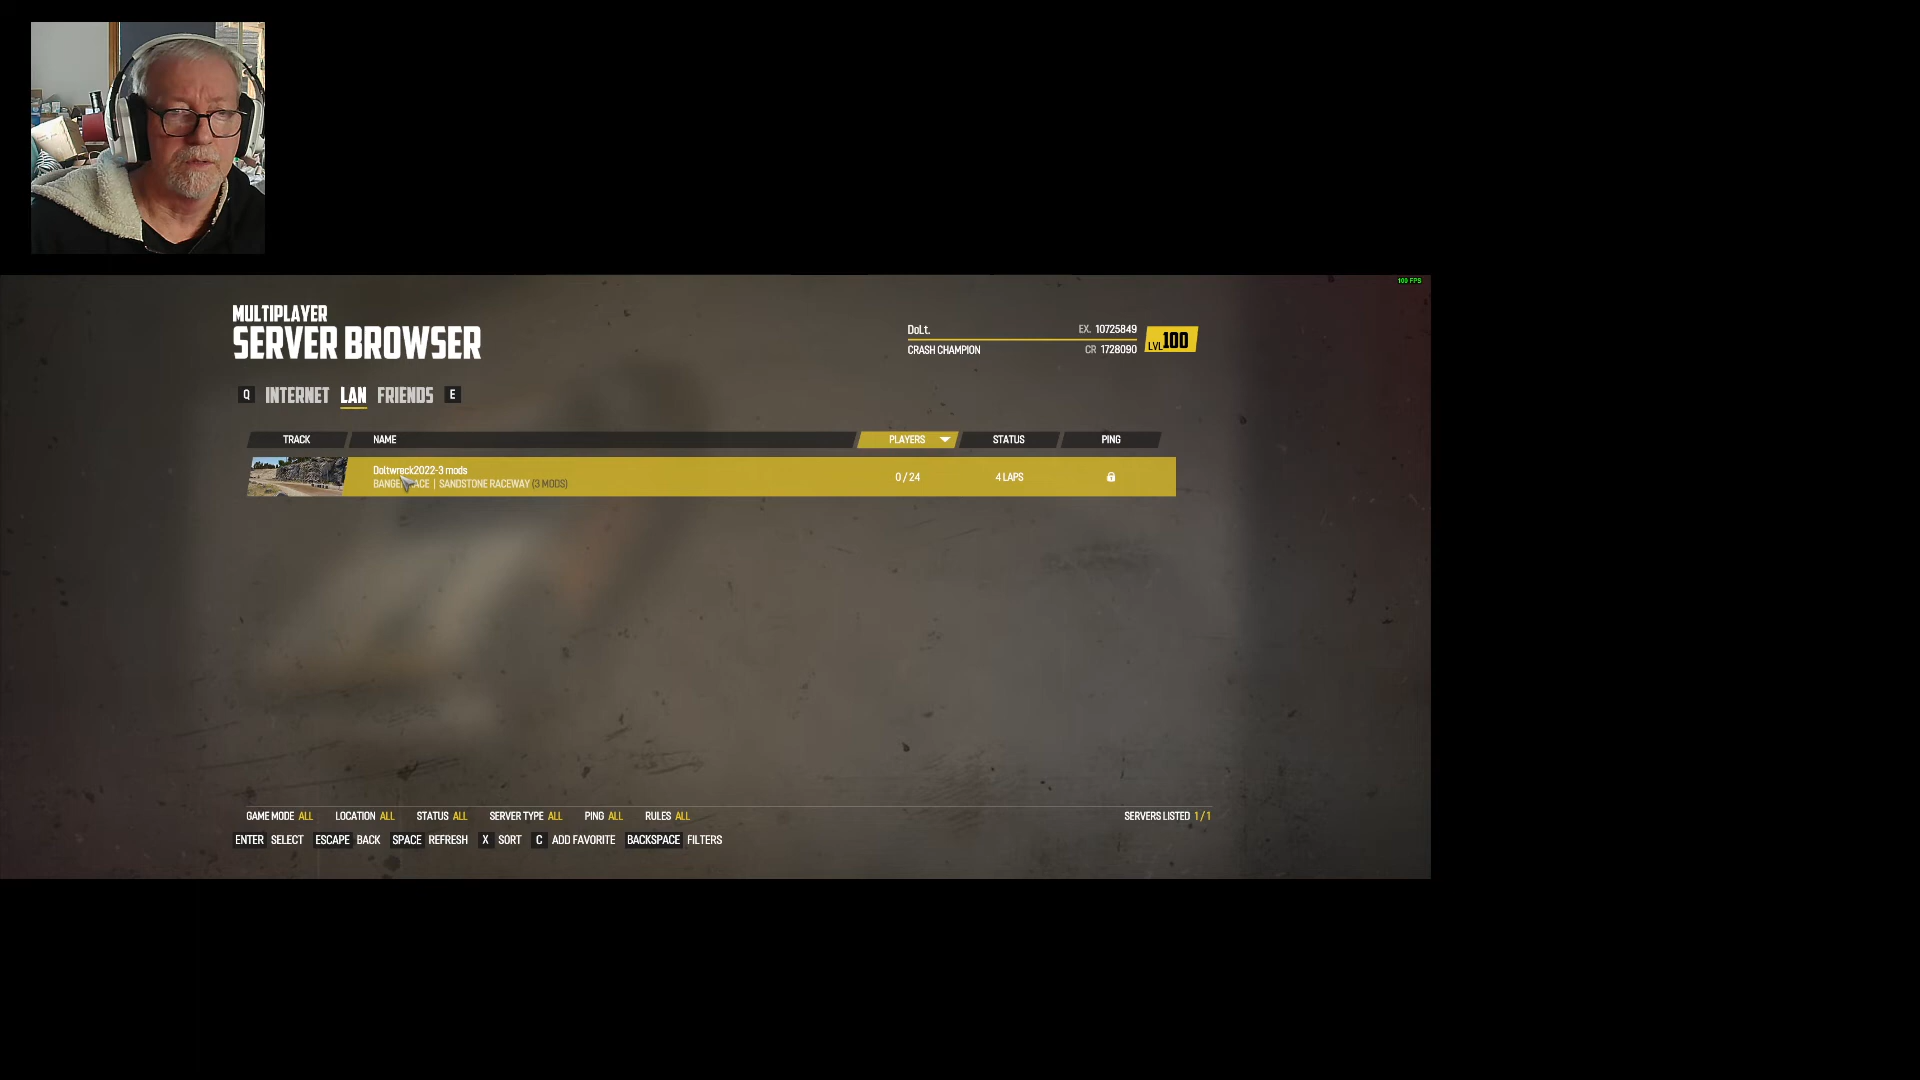 100 FPS
MULTIPLAYER
SERVER BROWSER
DoLt. EX. 10725849
CRASH CHAMPION CR 1728090
LVL 100
Q INTERNET LAN FRIENDS E
TRACK NAME PLAYERS STATUS PING
Doltwreck2022-3 mods
0 / 24 4 LAPS
SANDSTONE RACEWAY (3 MODS)
GAME MODE ALL LOCATION ALL STATUS ALL SERVER TYPE ALL PING ALL RULES ALL SERVERS LISTED 1 / 1
ENTER SELECT ESCAPE BACK SPACE REFRESH X SORT C ADD FAVORITE BACKSPACE FILTERS